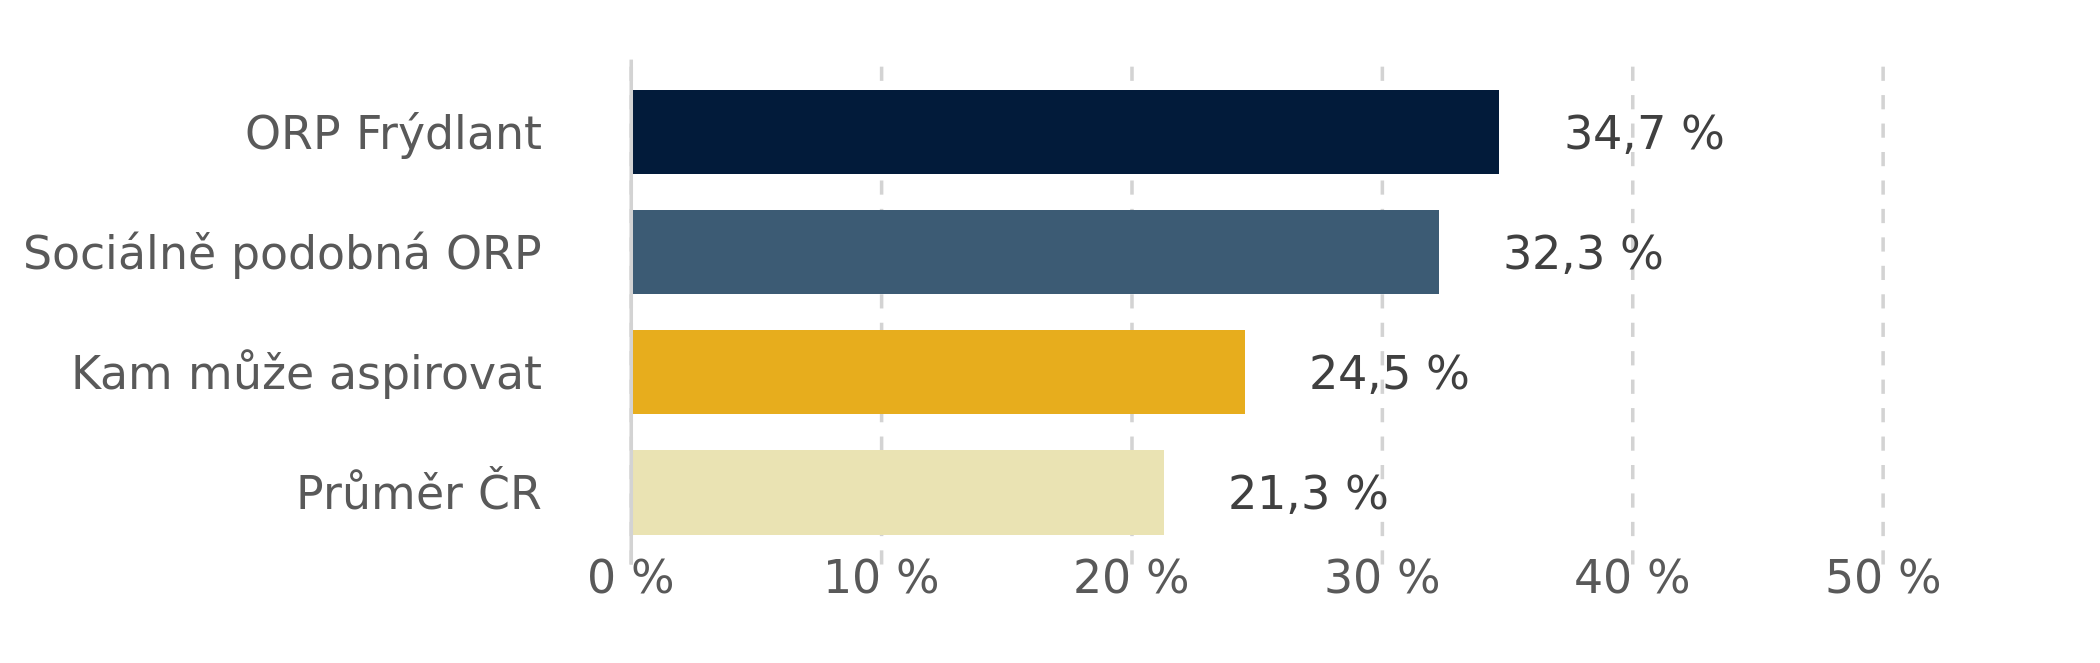 ORP Frýdlant 34,7 %
Sociálně podobná ORP 32,3 %
Kam může aspirovat 24,5 %
Průměr ČR 21,3 %
0 % 10 % 20 % 30 % 40 % 50 %